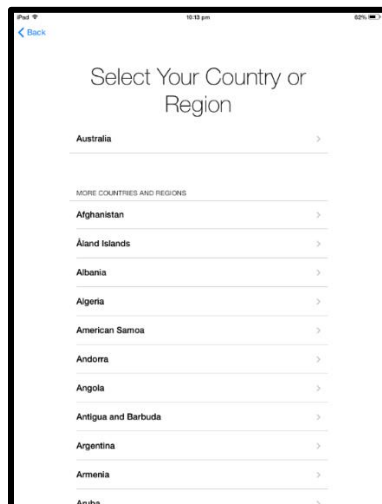 iPad 10:13 pm 82%
Back
Select Your Country or
Region
Australia
MORE COUNTRIES AND REGIONS
Afghanistan
Åland Islands
Albania
Algeria
American Samoa
Andorra
Angola
Antigua and Barbuda
Argentina
Armenia
Aruba